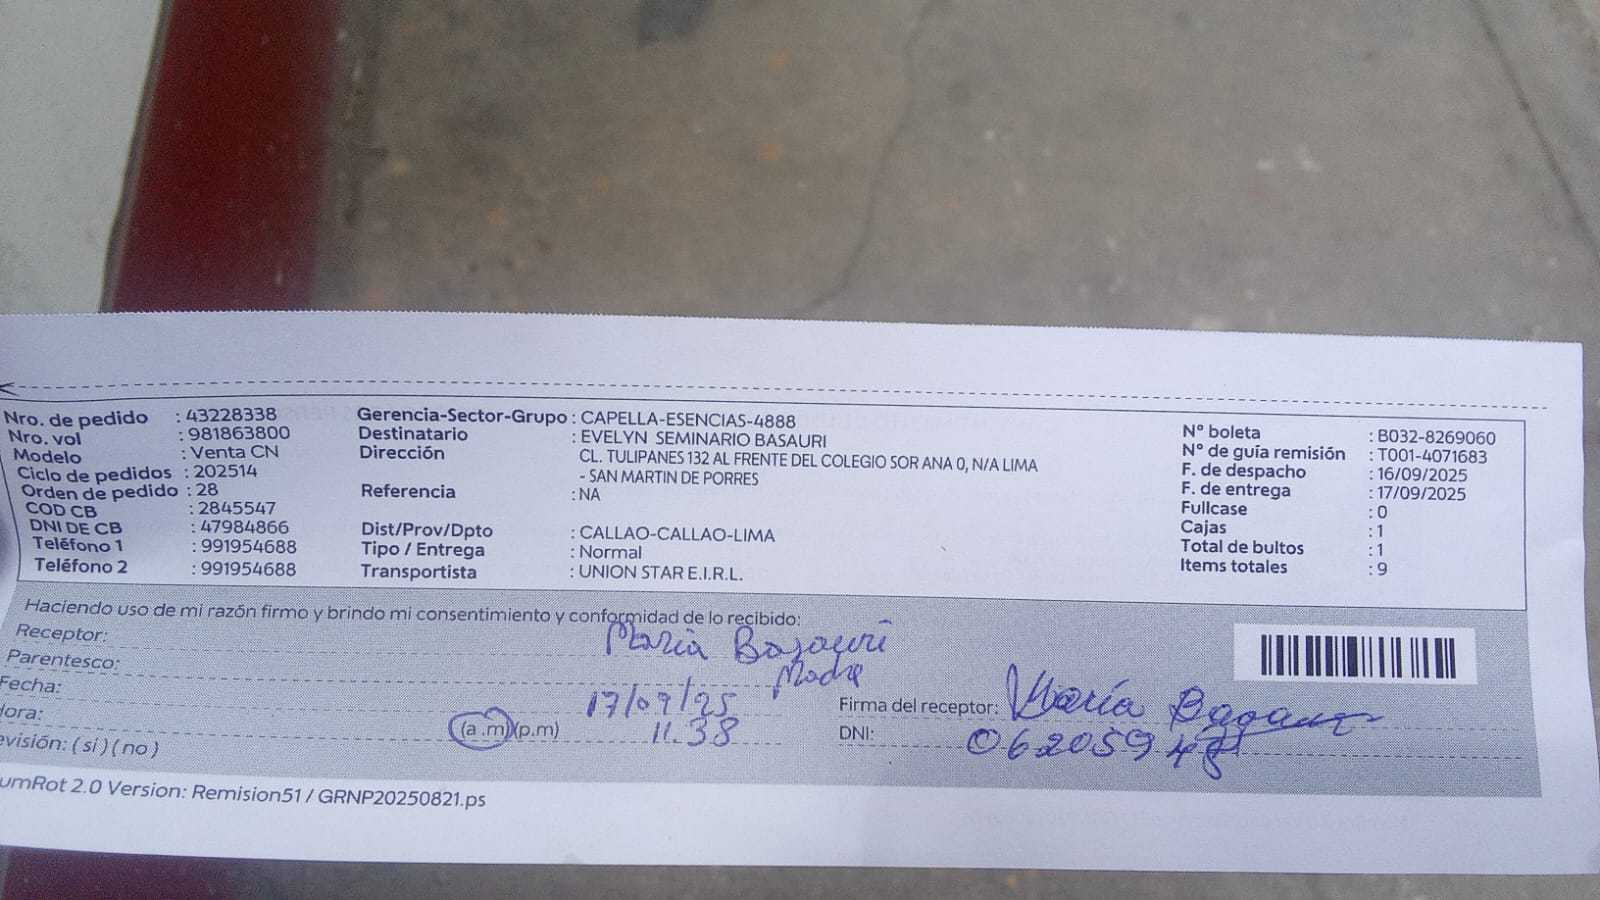 Nro. de pedido : 43228338
Nro. vol : 981863800
Modelo : Venta CN
Ciclo de pedidos : 202514
Orden de pedido : 28
COD CB : 2845547
DNI DE CB : 47984866
Teléfono 1 : 991954688
Teléfono 2 : 991954688
Gerencia-Sector-Grupo : CAPELLA-ESENCIAS-4888
Destinatario : EVELYN SEMINARIO BASAURI
Dirección CL. TULIPANES 132 AL FRENTE DEL COLEGIO SOR ANA 0, N/A LIMA
- SAN MARTIN DE PORRES
Referencia : NA
Dist/Prov/Dpto : CALLAO-CALLAO-LIMA
Tipo / Entrega : Normal
Transportista : UNION STAR E.I.R.L.
N° boleta : B032-8269060
N° de guía remisión : T001-4071683
F. de despacho : 16/09/2025
F. de entrega : 17/09/2025
Fullcase : 0
Cajas : 1
Total de bultos : 1
Items totales : 9
Haciendo uso de mi razón firmo y brindo mi consentimiento y conformidad de lo recibido:
Receptor: Maria Basauri
Parentesco: Madre
Fecha: 17/09/25
Hora: (a.m)(p.m) 11.38
evisión: ( si ) ( no )
Firma del receptor: María
DNI: 062059
umRot 2.0 Version: Remision51 / GRNP20250821.ps